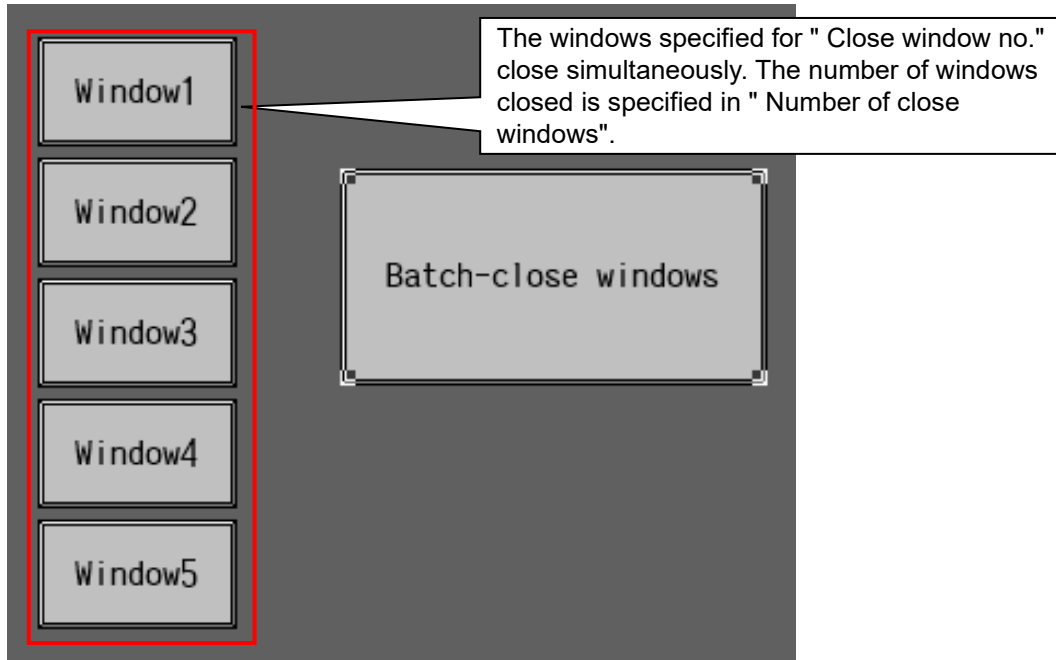 The windows specified for " Close window no."
close simultaneously. The number of windows
closed is specified in " Number of close
windows".
Window1
Window2
Window3
Window4
Window5
Batch-close windows